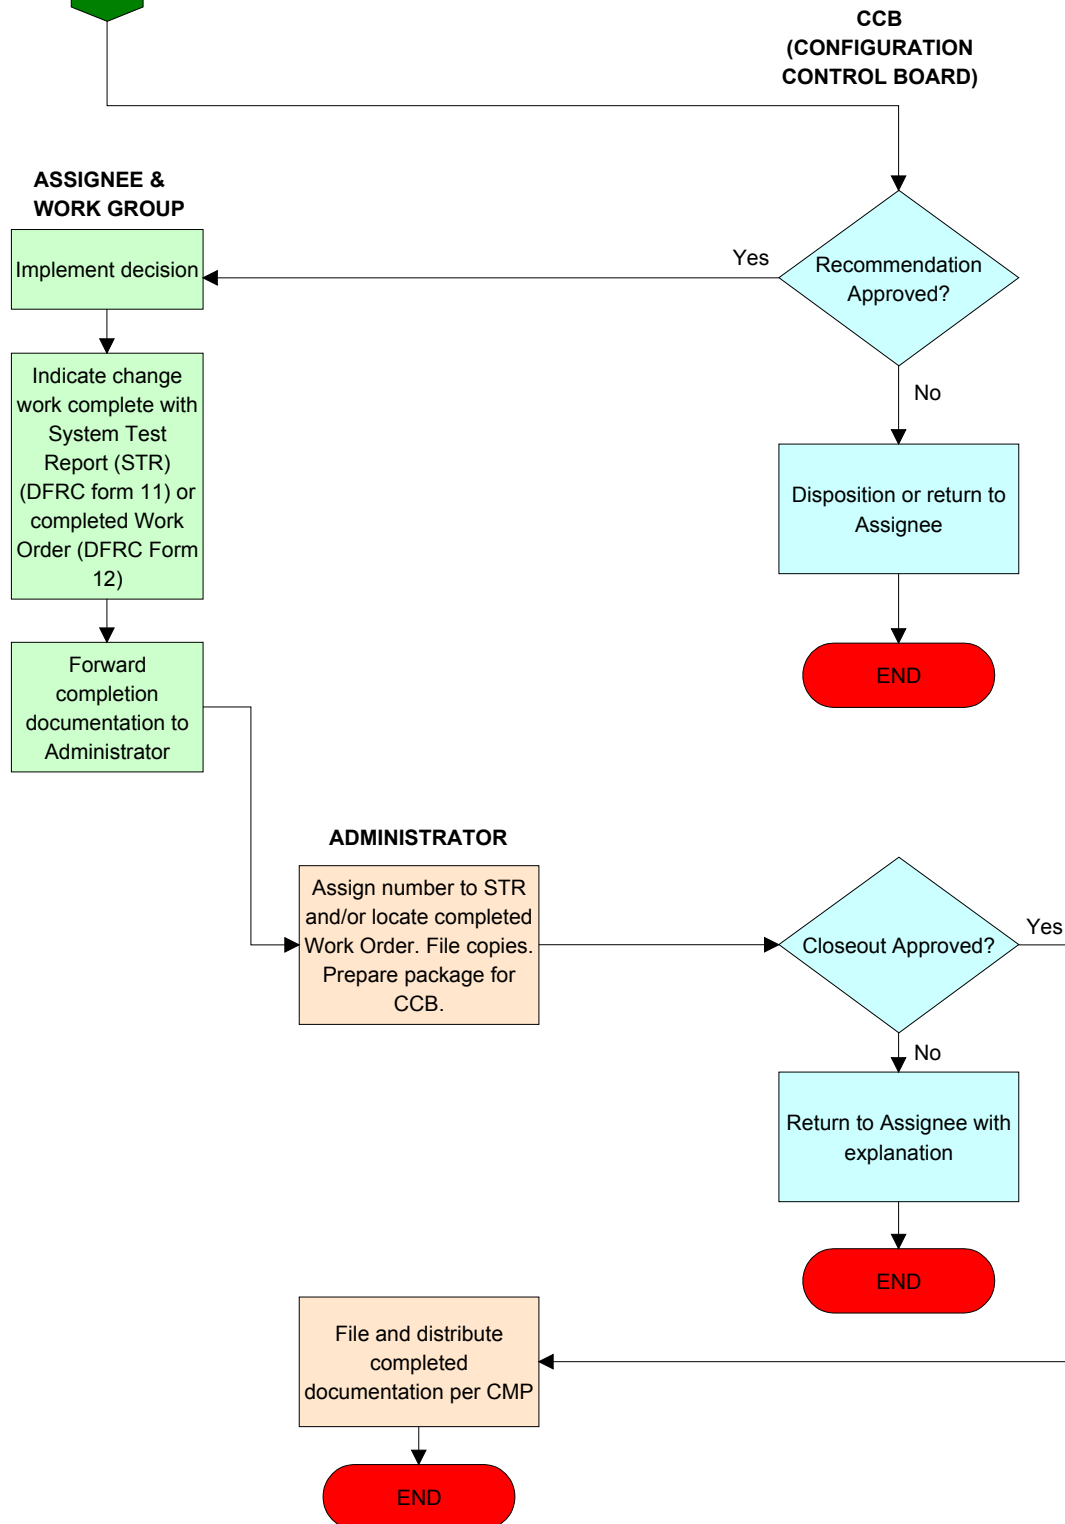 CCB
(CONFIGURATION
CONTROL BOARD)
ASSIGNEE &
WORK GROUP
Implement decision
Yes
Recommendation
Approved?
No
Indicate change
work complete with
System Test
Report (STR)
(DFRC form 11) or
completed Work
Order (DFRC Form
12)
Disposition or return to
Assignee
END
Forward
completion
documentation to
Administrator
ADMINISTRATOR
Assign number to STR
and/or locate completed
Work Order. File copies.
Prepare package for
CCB.
Closeout Approved?
Yes
No
Return to Assignee with
explanation
END
File and distribute
completed
documentation per CMP
END